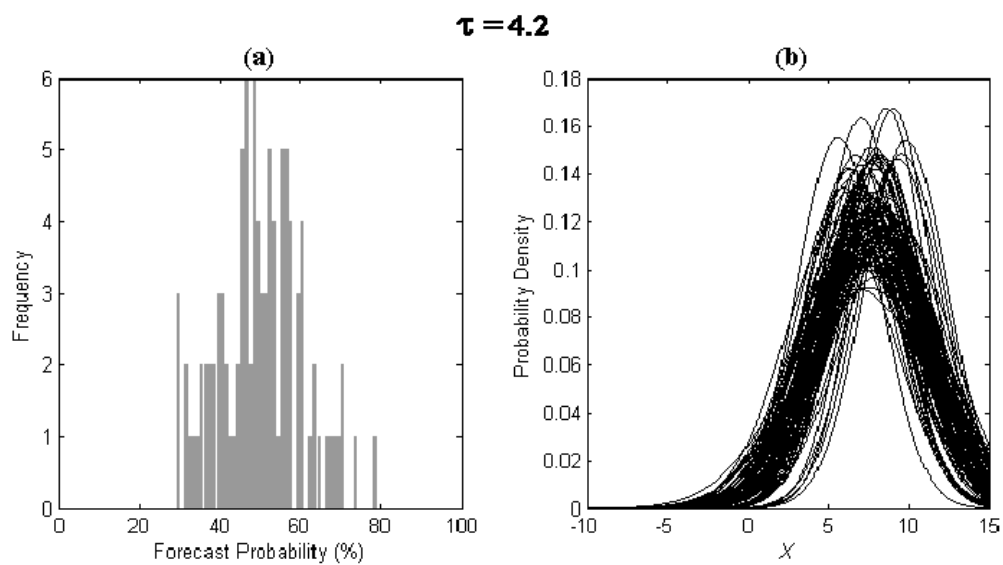 τ = 4.2
(a)
6
5
4
3
2
1
0
Frequency
0 20 40 60 80 100
Forecast Probability (%)
(b)
0.18
0.16
0.14
0.12
0.1
0.08
0.06
0.04
0.02
0
Probability Density
-10 -5 0 5 10 15
X